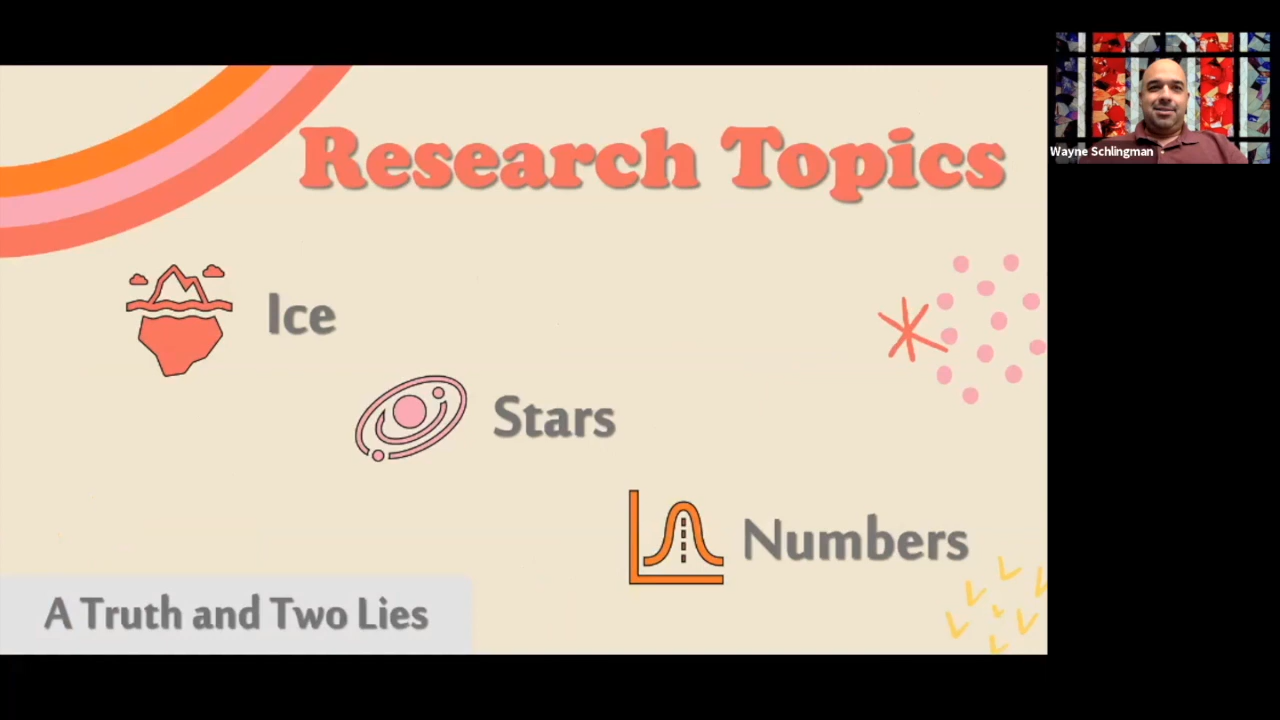 Research Topics
Wayne Schlingman
Ice
Stars
Numbers
A Truth and Two Lies